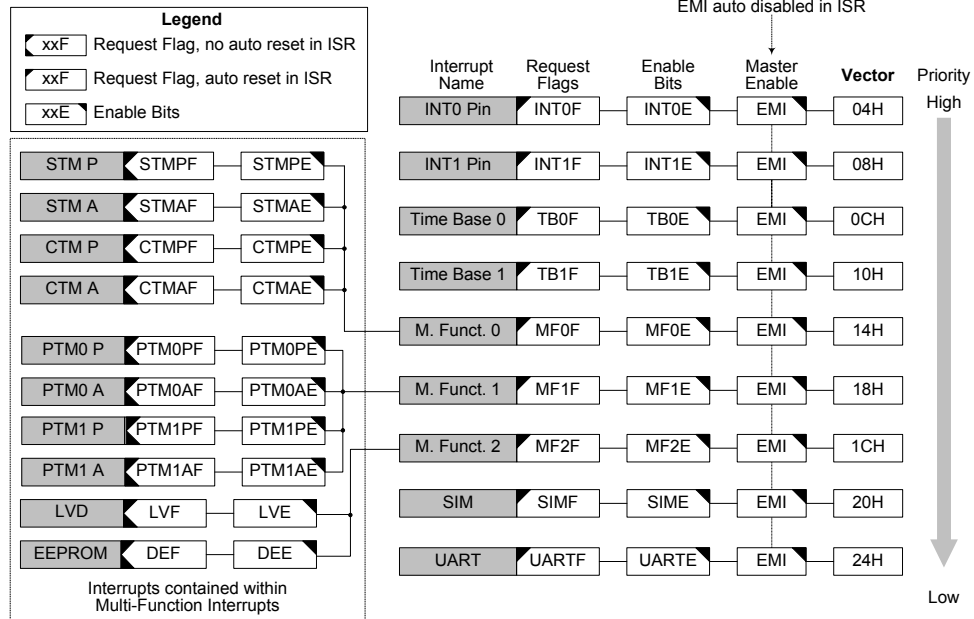 EMI auto disabled in ISR
Legend
xxF Request Flag, no auto reset in ISR
xxF Request Flag, auto reset in ISR
xxE Enable Bits
Interrupt Name Request Flags Enable Bits Master Enable Vector Priority
High
INT0 Pin INT0F INT0E EMI 04H
INT1 Pin INT1F INT1E EMI 08H
Time Base 0 TB0F TB0E EMI 0CH
Time Base 1 TB1F TB1E EMI 10H
M. Funct. 0 MF0F MF0E EMI 14H
M. Funct. 1 MF1F MF1E EMI 18H
M. Funct. 2 MF2F MF2E EMI 1CH
SIM SIMF SIME EMI 20H
UART UARTF UARTE EMI 24H
Low
STM P STMPF STMPE
STM A STMAF STMAE
CTM P CTMPF CTMPE
CTM A CTMAF CTMAE
PTM0 P PTM0PF PTM0PE
PTM0 A PTM0AF PTM0AE
PTM1 P PTM1PF PTM1PE
PTM1 A PTM1AF PTM1AE
LVD LVF LVE
EEPROM DEF DEE
Interrupts contained within
Multi-Function Interrupts